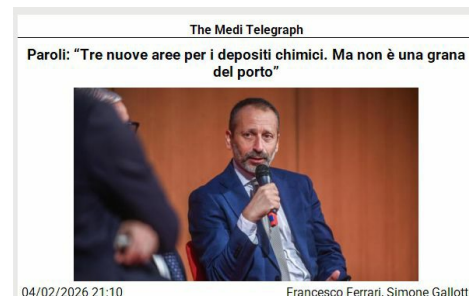 The Medi Telegraph
Paroli: “Tre nuove aree per i depositi chimici. Ma non è una grana
del porto”
04/02/2026 21:10
Francesco Ferrari, Simone Gallott